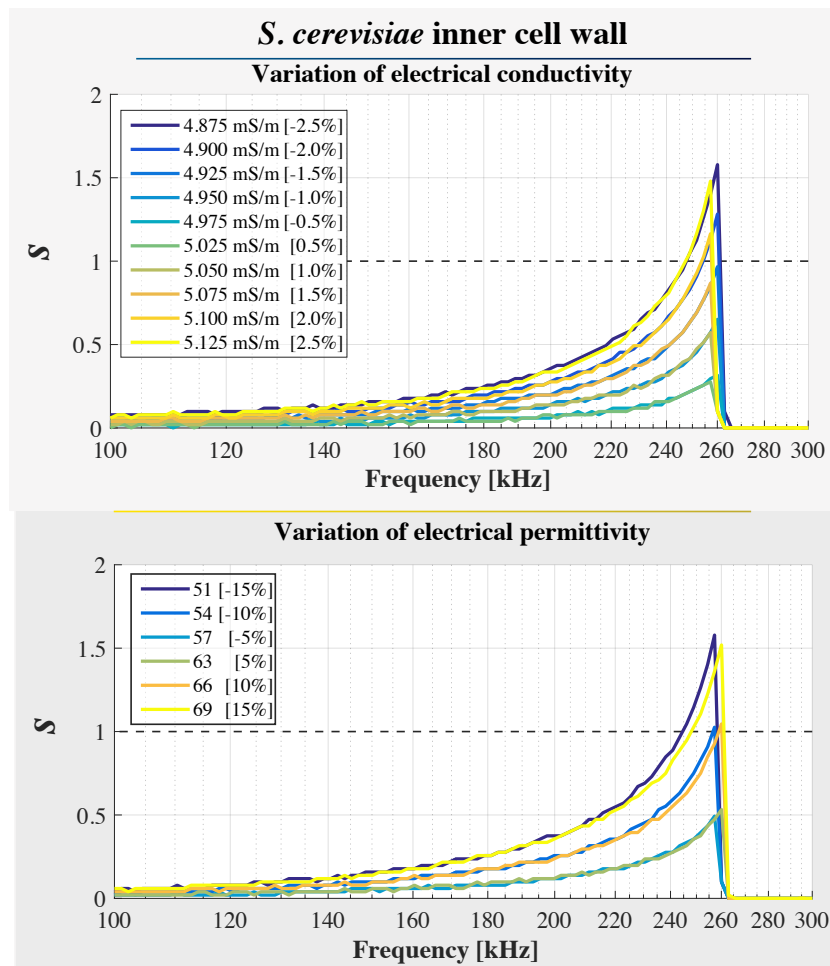 S. cerevisiae inner cell wall
Variation of electrical conductivity
2
1.5
1
0.5
0
S
4.875 mS/m [-2.5%]
4.900 mS/m [-2.0%]
4.925 mS/m [-1.5%]
4.950 mS/m [-1.0%]
4.975 mS/m [-0.5%]
5.025 mS/m [0.5%]
5.050 mS/m [1.0%]
5.075 mS/m [1.5%]
5.100 mS/m [2.0%]
5.125 mS/m [2.5%]
100 120 140 160 180 200 220 240 260 280 300
Frequency [kHz]
Variation of electrical permittivity
2
1.5
1
0.5
0
S
51 [-15%]
54 [-10%]
57 [-5%]
63 [5%]
66 [10%]
69 [15%]
100 120 140 160 180 200 220 240 260 280 300
Frequency [kHz]